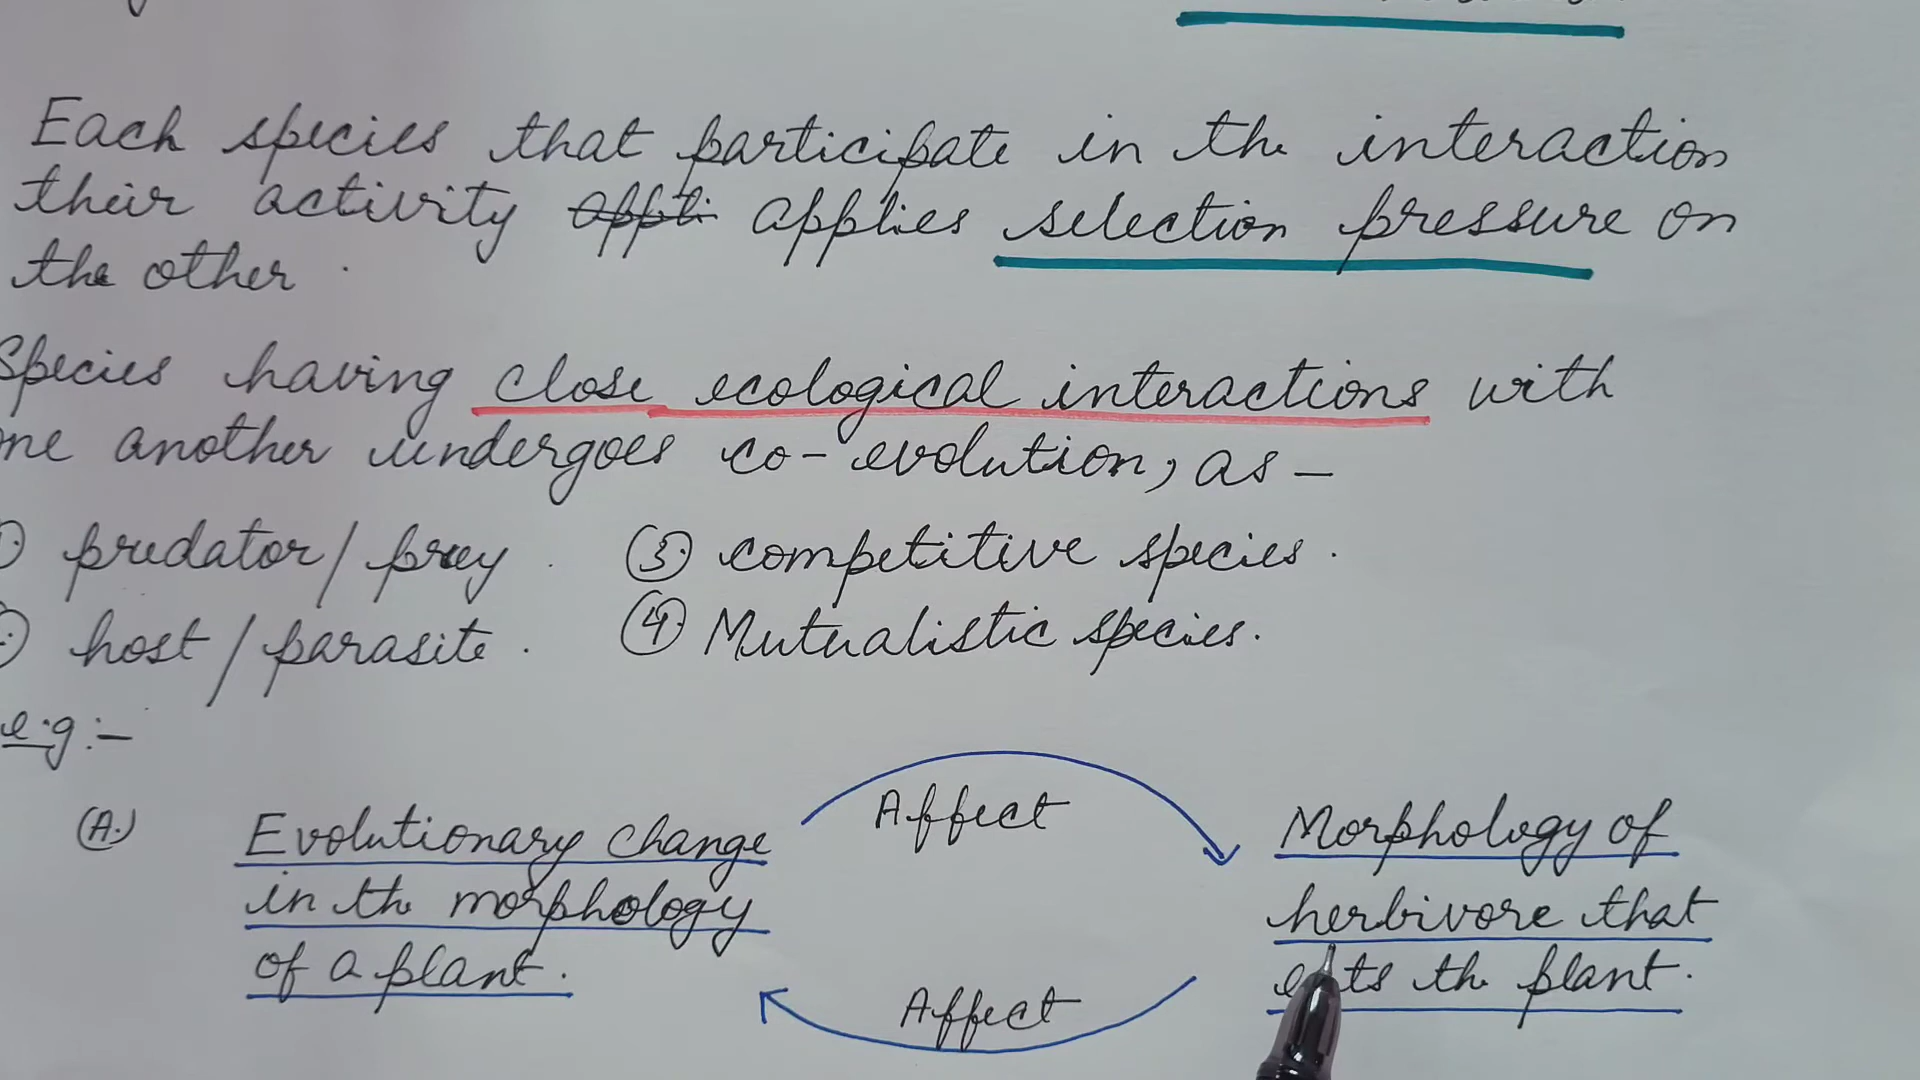 Each species that participate in the interaction
their activity applies selection pressure on
the other.
Species having close ecological interactions with
one another undergoes co-evolution, as –
predator / prey . (3.) competitive species.
host / parasite . (4.) Mutualistic species.
e.g :–
(A.) Evolutionary change Affect Morphology of
in the morphology herbivore that
of a plant. Affect eats the plant.